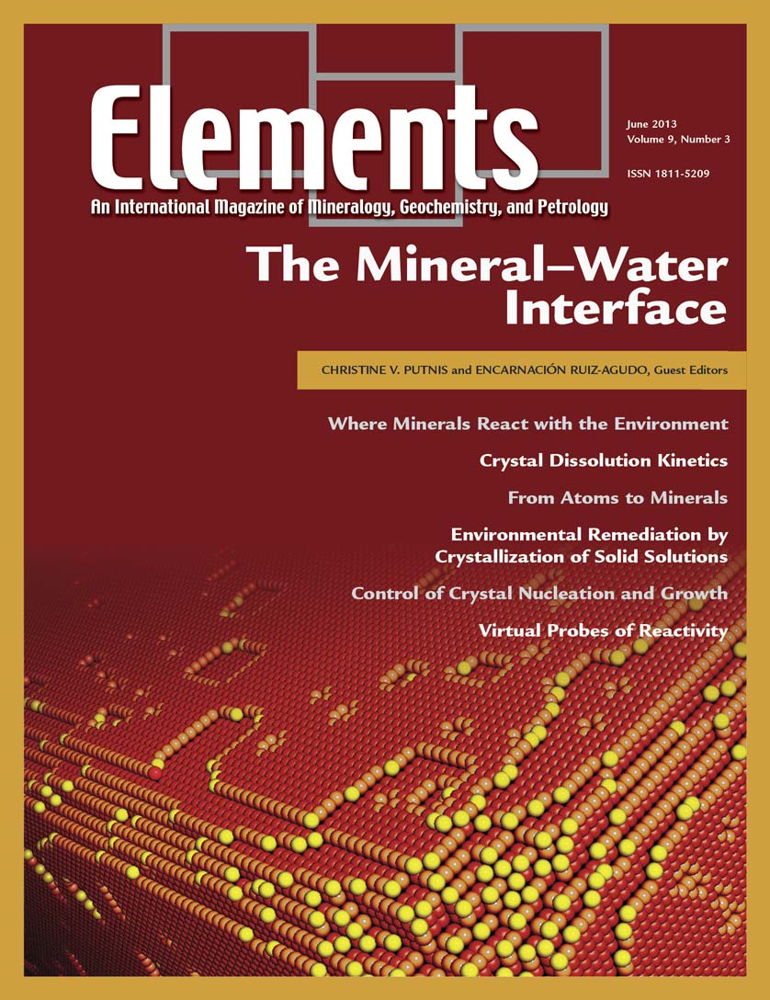 Elements
June 2013
Volume 9, Number 3
ISSN 1811-5209
An International Magazine of Mineralogy, Geochemistry, and Petrology
The Mineral–Water
Interface
CHRISTINE V. PUTNIS and ENCARNACIÓN RUIZ-AGUDO, Guest Editors
Where Minerals React with the Environment
Crystal Dissolution Kinetics
From Atoms to Minerals
Environmental Remediation by
Crystallization of Solid Solutions
Control of Crystal Nucleation and Growth
Virtual Probes of Reactivity